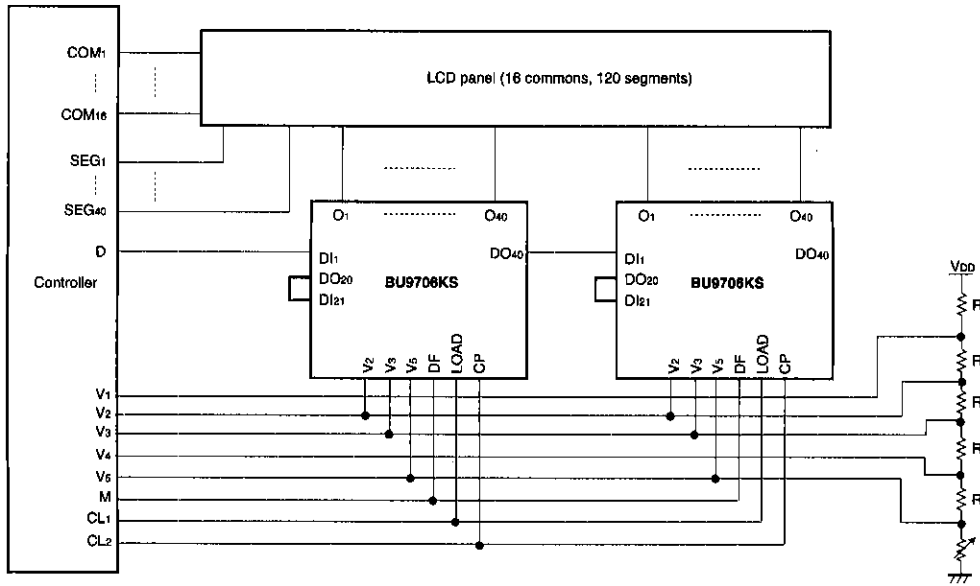 COM1
COM16
SEG1
SEG40
D
Controller
V1
V2
V3
V4
V5
M
CL1
CL2
LCD panel (16 commons, 120 segments)
O1 O40
DI1 DO40
DO20
DI21
BU9706KS
V2 V3 V5 DF LOAD CP
O1 O40
DI1 DO40
DO20
DI21
BU9706KS
V2 V3 V5 DF LOAD CP
VDD
R
R
R
R
R